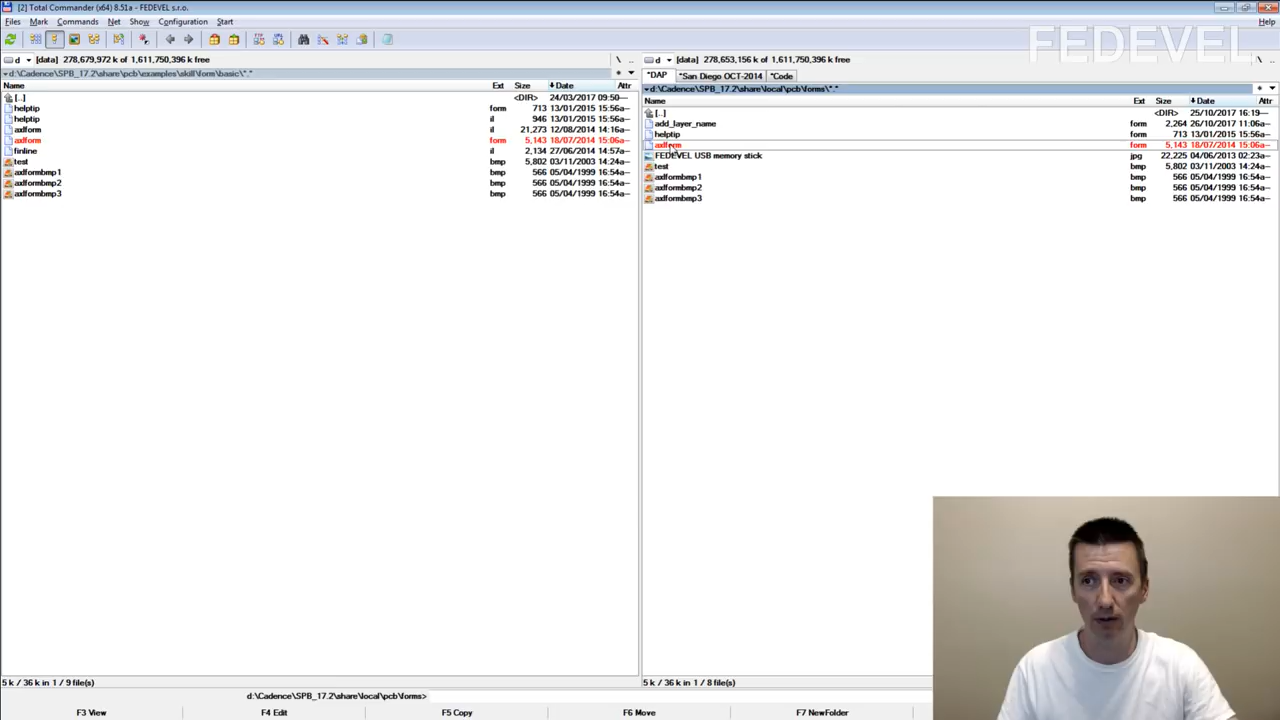 [2] Total Commander (x64) 8.51a - FEDEVEL s.r.o.
Files Mark Commands Net Show Configuration Start Help
FEDEVEL
d [data] 278,679,972 k of 1,611,750,396 k free \ ..
d:\Cadence\SPB_17.2\share\pcb\examples\skill\form\basic\*.*
Name Ext Size Date
[..] <DIR> 24/03/2017 09:50
helptip form 713 13/01/2015 15:56 a--
helptip il 946 13/01/2015 15:56 a--
axlform il 21,273 12/08/2014 14:16 a--
axlform form 5,143 18/07/2014 15:06 a--
finline il 2,134 27/06/2014 14:57 a--
test bmp 5,802 03/11/2003 14:24 a--
axlformbmp1 bmp 566 05/04/1999 16:54 a--
axlformbmp2 bmp 566 05/04/1999 16:54 a--
axlformbmp3 bmp 566 05/04/1999 16:54 a--
5 k / 36 k in 1 / 9 file(s)
d [data] 278,653,156 k of 1,611,750,396 k free \ ..
*DAP *San Diego OCT-2014 *Code
d:\Cadence\SPB_17.2\share\local\pcb\forms\*.*
Name Ext Size Date Attr
[..] <DIR> 25/10/2017 16:19
add_layer_name form 2,264 26/10/2017 11:06 a--
helptip form 713 13/01/2015 15:56 a--
axlform form 5,143 18/07/2014 15:06 a--
FEDEVEL USB memory stick jpg 22,225 04/06/2013 02:23 a--
test bmp 5,802 03/11/2003 14:24 a--
axlformbmp1 bmp 566 05/04/1999 16:54 a--
axlformbmp2 bmp 566 05/04/1999 16:54 a--
axlformbmp3 bmp 566 05/04/1999 16:54 a--
5 k / 36 k in 1 / 8 file(s)
d:\Cadence\SPB_17.2\share\local\pcb\forms>
F3 View F4 Edit F5 Copy F6 Move F7 NewFolder